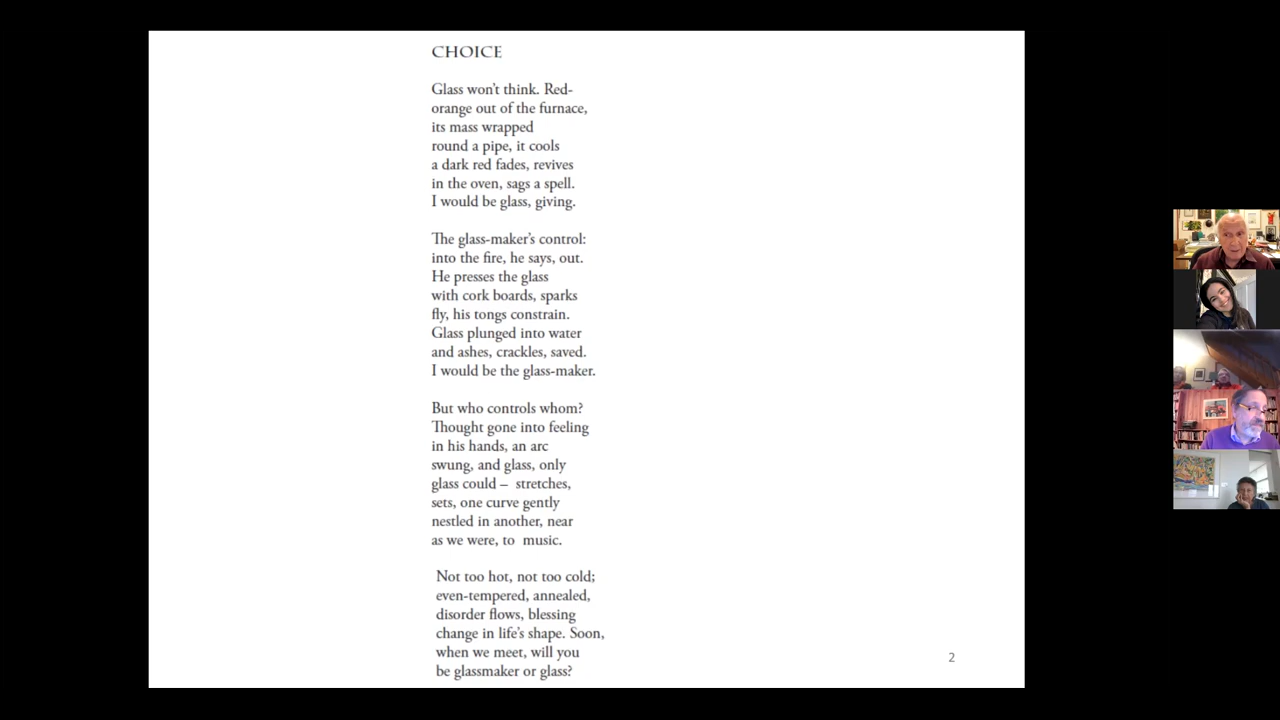 CHOICE
Glass won't think. Red-
orange out of the furnace,
its mass wrapped
round a pipe, it cools
a dark red fades, revives
in the oven, sags a spell.
I would be glass, giving.
The glass-maker's control:
into the fire, he says, out.
He presses the glass
with cork boards, sparks
fly, his tongs constrain.
Glass plunged into water
and ashes, crackles, saved.
I would be the glass-maker.
But who controls whom?
Thought gone into feeling
in his hands, an arc
swung, and glass, only
glass could – stretches,
sets, one curve gently
nestled in another, near
as we were, to music.
Not too hot, not too cold;
even-tempered, annealed,
disorder flows, blessing
change in life's shape. Soon,
when we meet, will you
be glassmaker or glass?
2